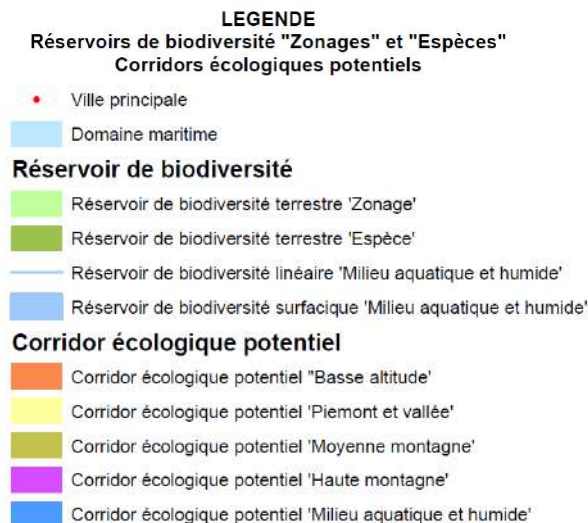 LEGENDE
Réservoirs de biodiversité "Zonages" et "Espèces"
Corridors écologiques potentiels
Ville principale
Domaine maritime
Réservoir de biodiversité
Réservoir de biodiversité terrestre 'Zonage'
Réservoir de biodiversité terrestre 'Espèce'
Réservoir de biodiversité linéaire 'Milieu aquatique et humide'
Réservoir de biodiversité surfacique 'Milieu aquatique et humide'
Corridor écologique potentiel
Corridor écologique potentiel "Basse altitude'
Corridor écologique potentiel 'Piemont et vallée'
Corridor écologique potentiel 'Moyenne montagne'
Corridor écologique potentiel 'Haute montagne'
Corridor écologique potentiel 'Milieu aquatique et humide'